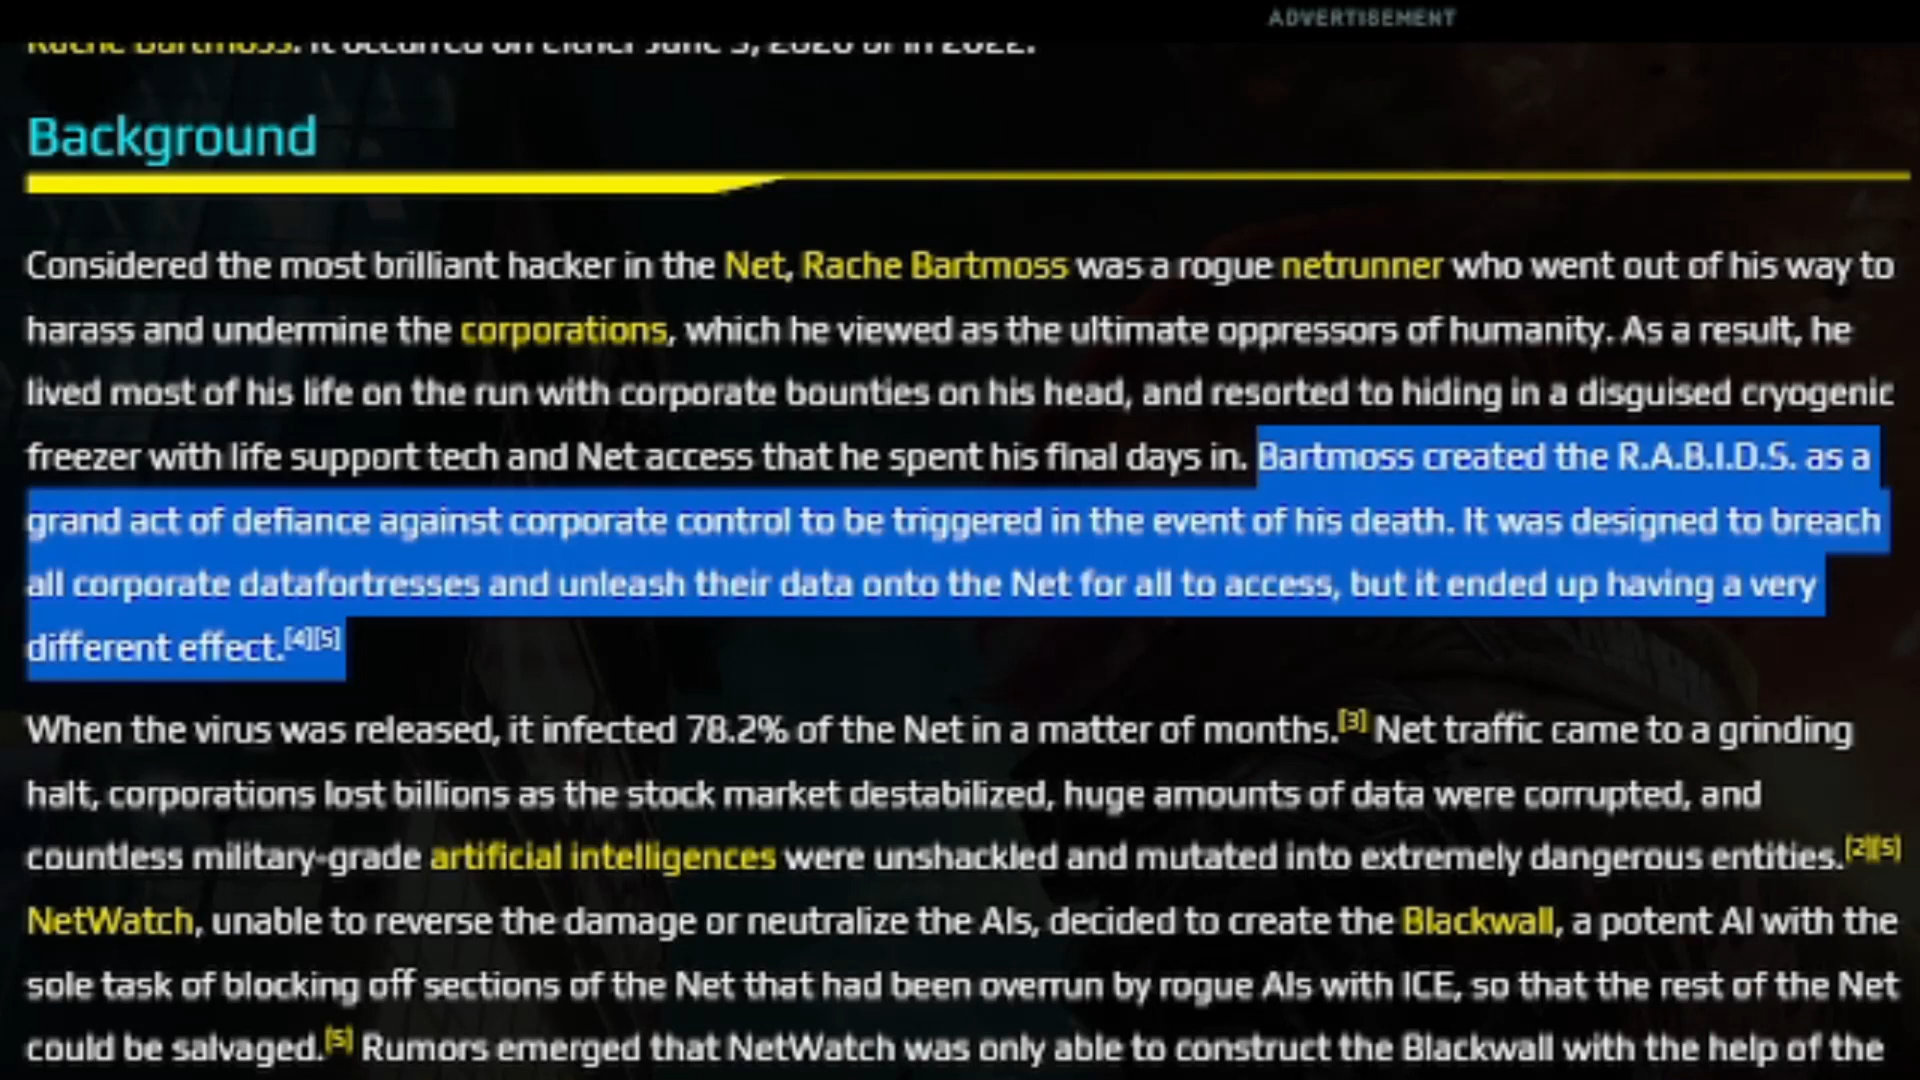 ADVERTISEMENT
Rache Bartmoss. It occurred on either June 3, 2020 or in 2022.
Background
Considered the most brilliant hacker in the Net, Rache Bartmoss was a rogue netrunner who went out of his way to
harass and undermine the corporations, which he viewed as the ultimate oppressors of humanity. As a result, he
lived most of his life on the run with corporate bounties on his head, and resorted to hiding in a disguised cryogenic
freezer with life support tech and Net access that he spent his final days in. Bartmoss created the R.A.B.I.D.S. as a
grand act of defiance against corporate control to be triggered in the event of his death. It was designed to breach
all corporate datafortresses and unleash their data onto the Net for all to access, but it ended up having a very
different effect.[4][5]
When the virus was released, it infected 78.2% of the Net in a matter of months.[3] Net traffic came to a grinding
halt, corporations lost billions as the stock market destabilized, huge amounts of data were corrupted, and
countless military-grade artificial intelligences were unshackled and mutated into extremely dangerous entities.[2][5]
NetWatch, unable to reverse the damage or neutralize the AIs, decided to create the Blackwall, a potent AI with the
sole task of blocking off sections of the Net that had been overrun by rogue AIs with ICE, so that the rest of the Net
could be salvaged.[5] Rumors emerged that NetWatch was only able to construct the Blackwall with the help of the